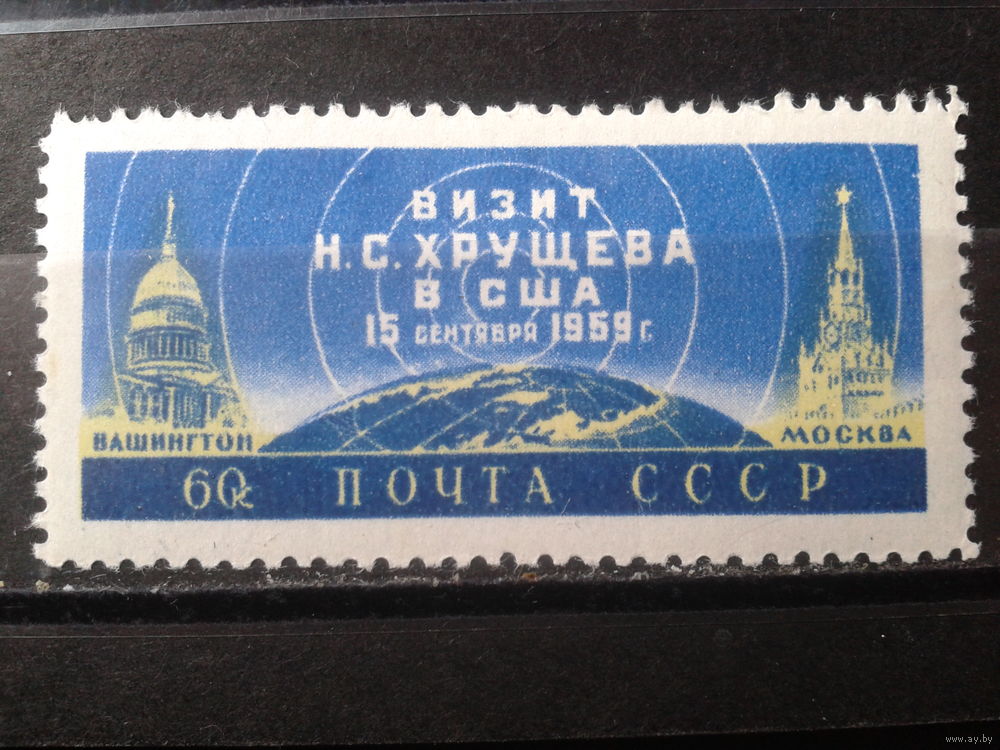 ВИЗИТ
Н.С.ХРУЩЕВА
В США
15 СЕНТЯБРЯ 1959 Г.
ВАШИНГТОН
МОСКВА
60к ПОЧТА СССР
www.ay.by